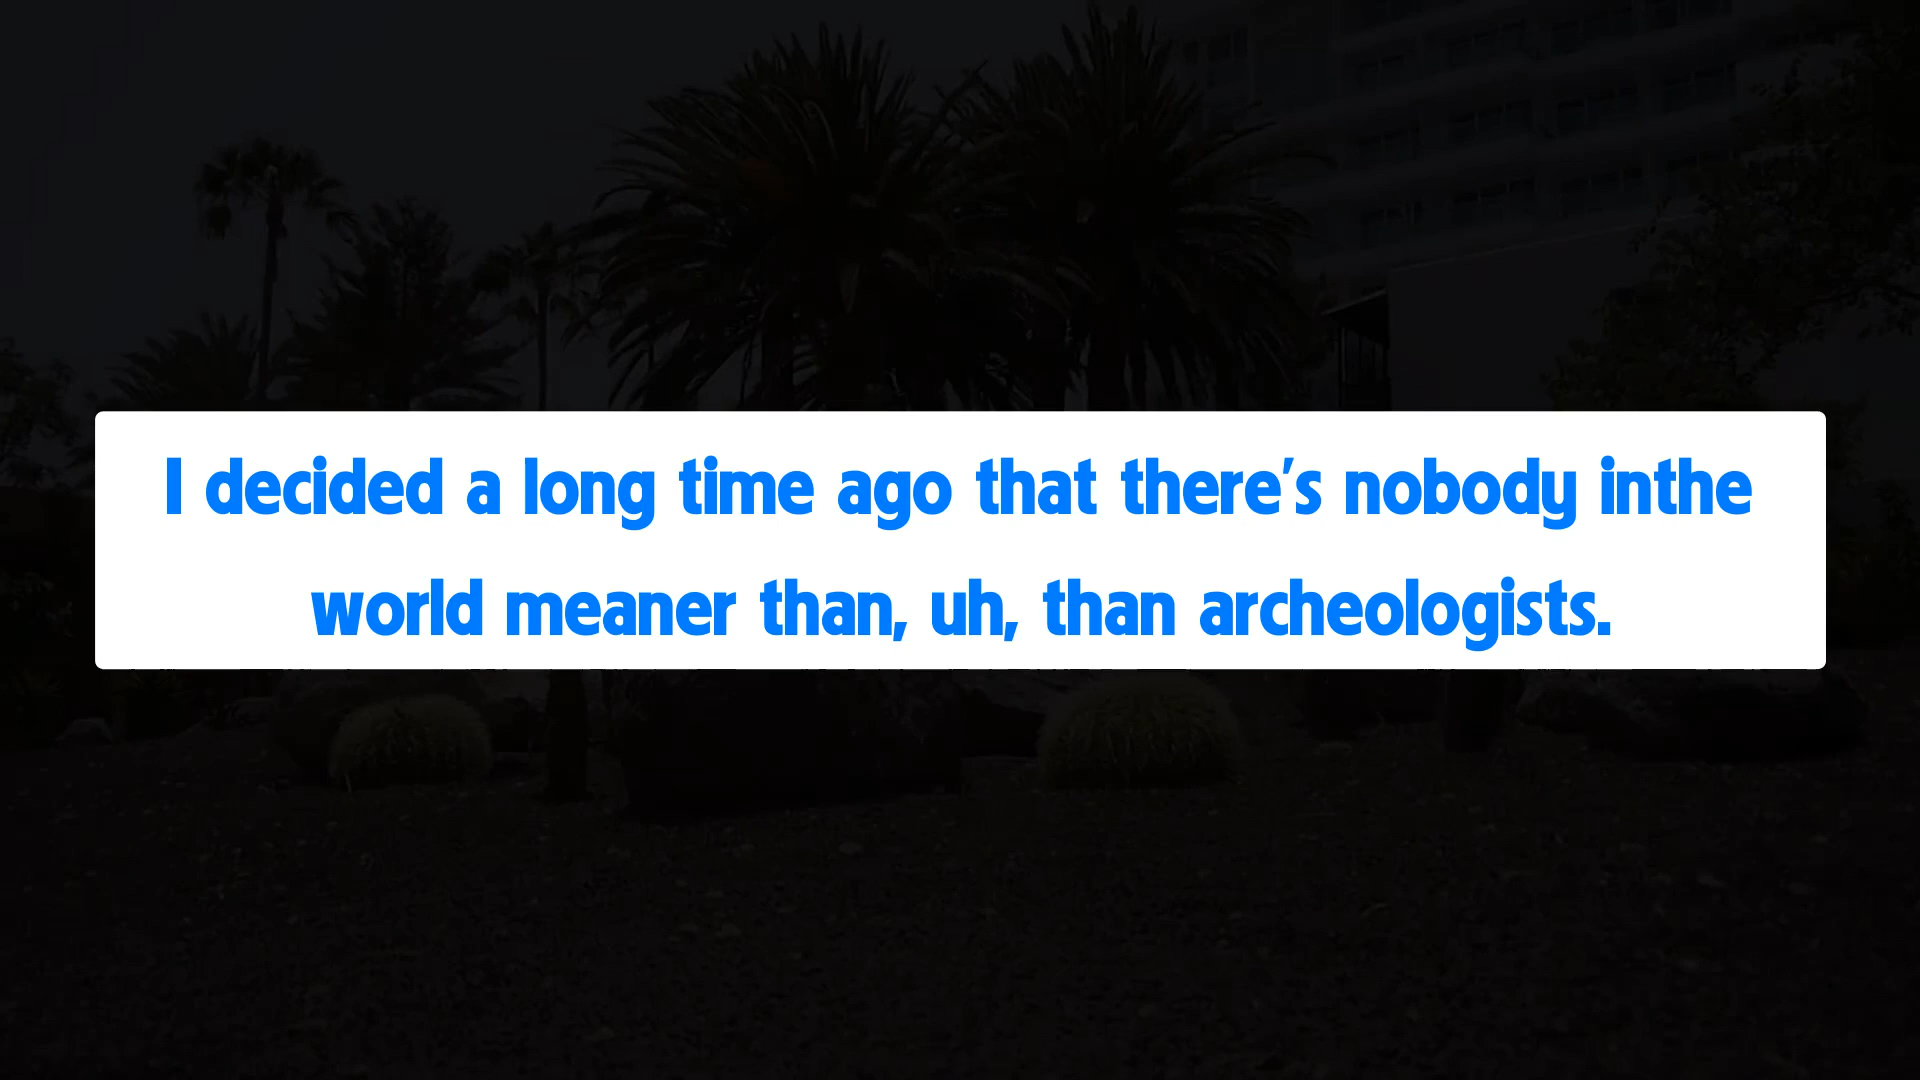 I decided a long time ago that there's nobody inthe
world meaner than, uh, than archeologists.